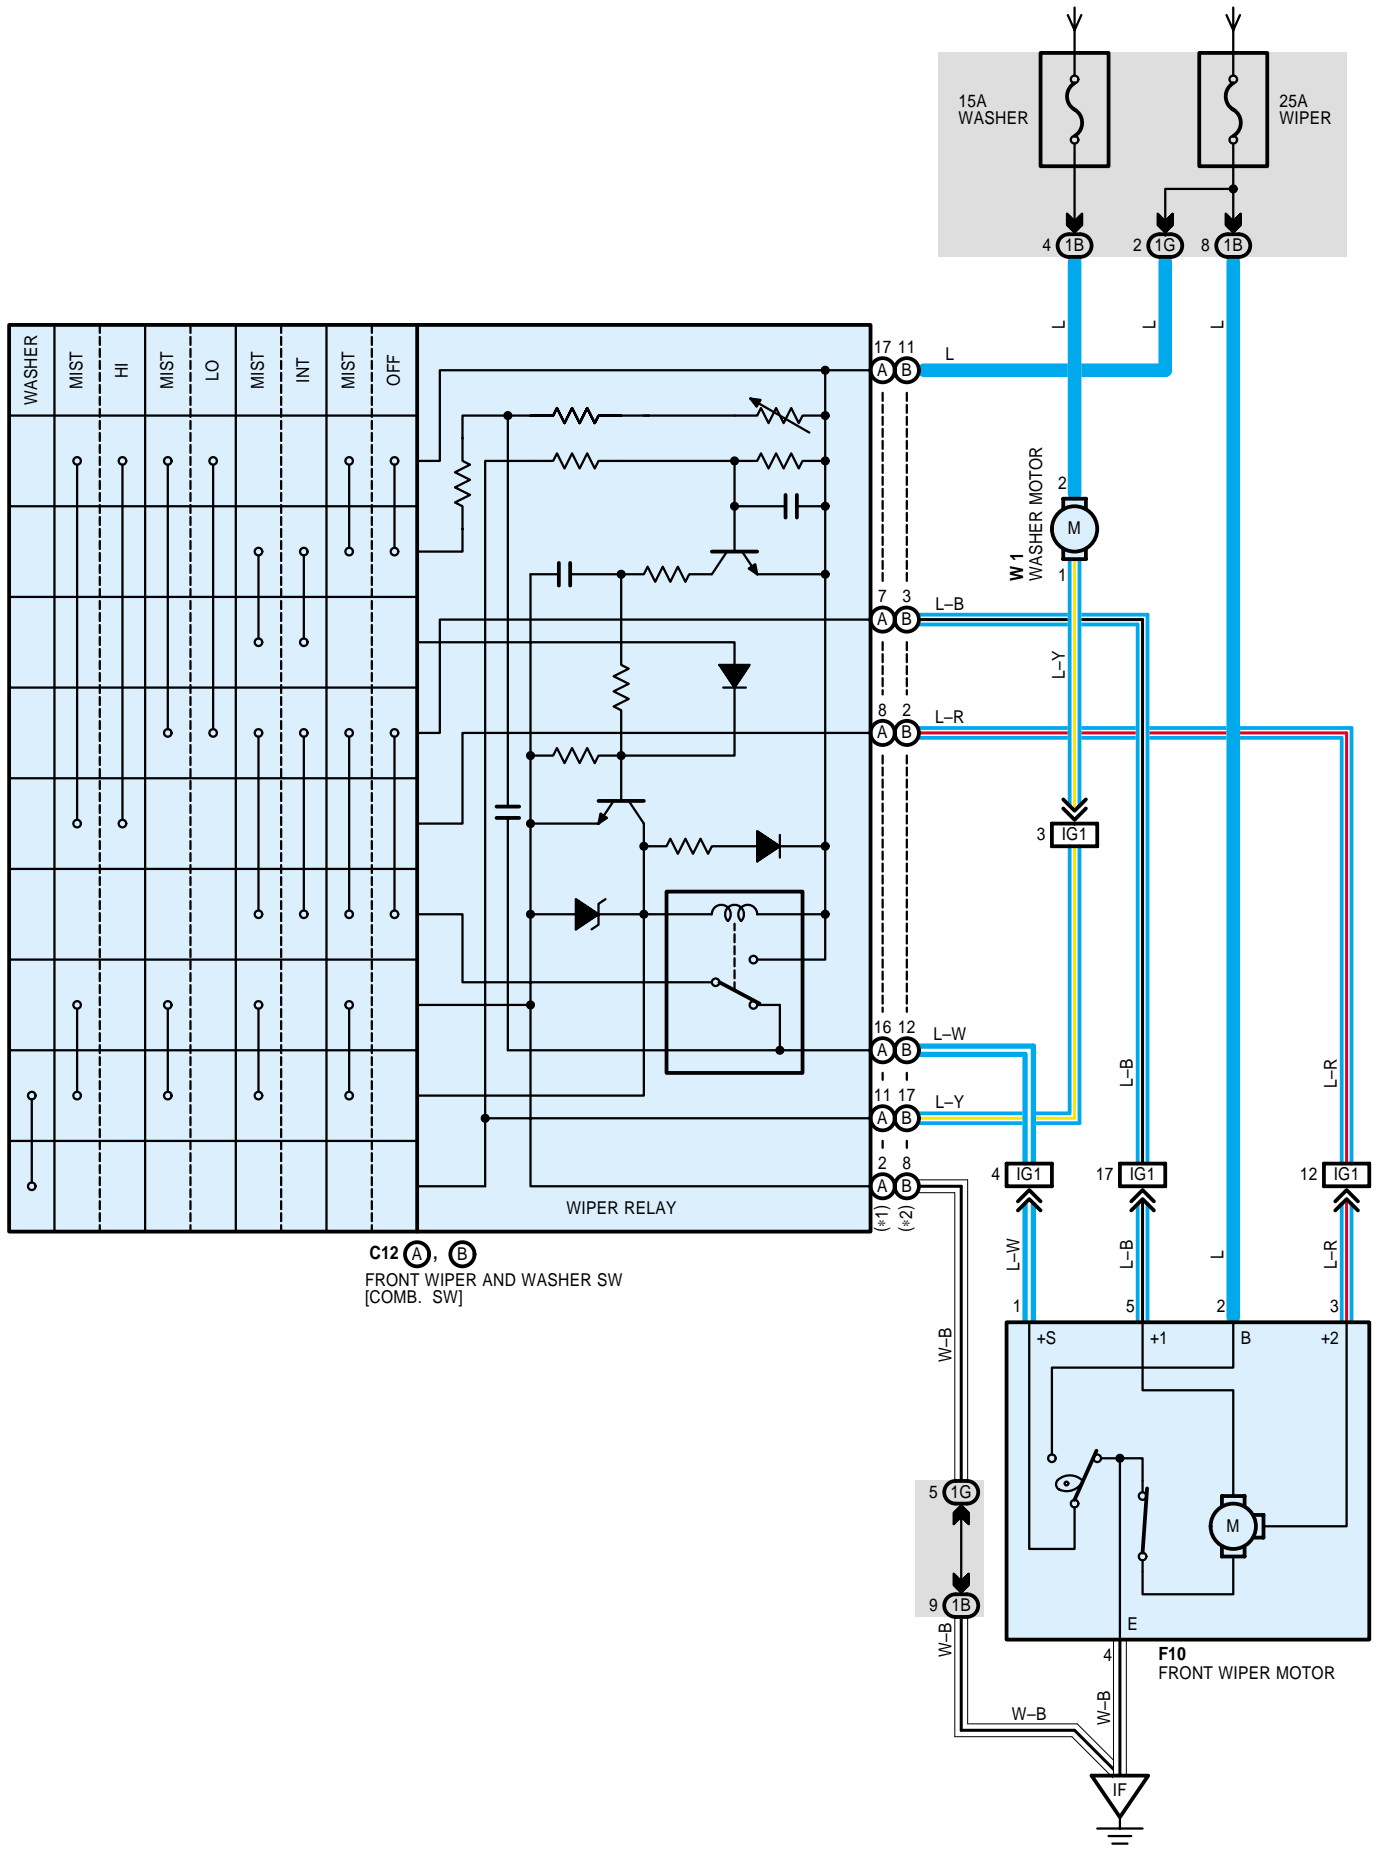 15A
WASHER
25A
WIPER
4 1B
2 1G
8 1B
L
L
L
WASHER
MIST
HI
MIST
LO
MIST
INT
MIST
OFF
17 11
A B
L
W 1
WASHER MOTOR
2
M
1
7 3
A B
L–B
L–Y
8 2
A B
L–R
3 IG1
16 12
A B
L–W
L–B
L–R
11 17
A B
L–Y
4 IG1
17 IG1
12 IG1
2 8
A B
(*1) (*2)
WIPER RELAY
C12 A , B
FRONT WIPER AND WASHER SW
[COMB. SW]
L–W
L–B
L
L–R
1
5
2
3
+S
+1
B
+2
W–B
5 1G
M
9 1B
W–B
E
4
F10
FRONT WIPER MOTOR
W–B
W–B
IF